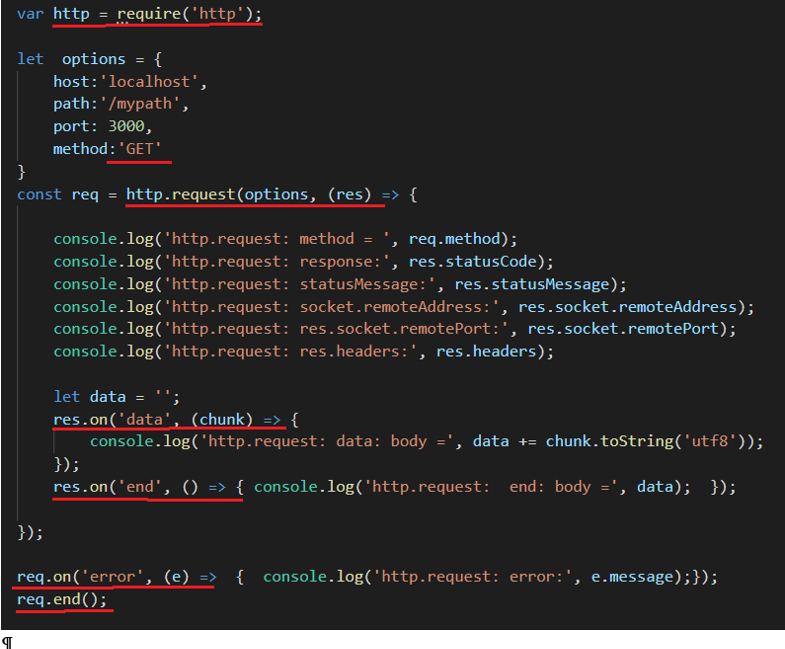 var http = require('http');
let  options = {
    host:'localhost',
    path:'/mypath',
    port: 3000,
    method:'GET'
}
const req = http.request(options, (res) => {
    console.log('http.request: method = ', req.method);
    console.log('http.request: response:', res.statusCode);
    console.log('http.request: statusMessage:', res.statusMessage);
    console.log('http.request: socket.remoteAddress:', res.socket.remoteAddress);
    console.log('http.request: res.socket.remotePort:', res.socket.remotePort);
    console.log('http.request: res.headers:', res.headers);
    let data = '';
    res.on('data', (chunk) => {
        console.log('http.request: data: body =', data += chunk.toString('utf8'));
    });
    res.on('end', () => { console.log('http.request:  end: body =', data);  });
});
req.on('error', (e) =>  {  console.log('http.request: error:', e.message);});
req.end();
¶